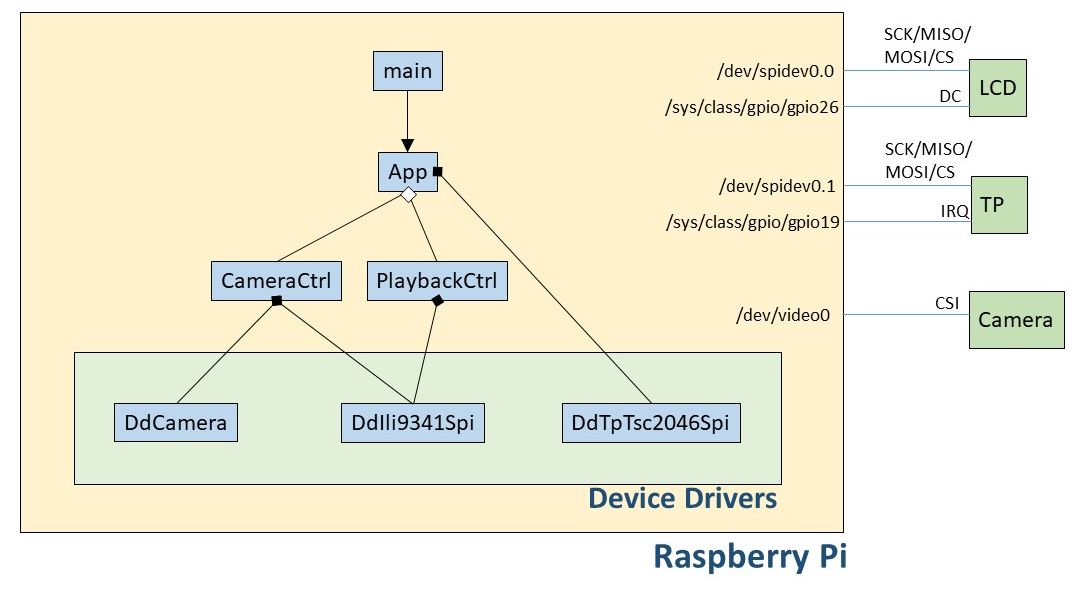 main
App
CameraCtrl
PlaybackCtrl
DdCamera
DdIli9341Spi
DdTpTsc2046Spi
Device Drivers
Raspberry Pi
/dev/spidev0.0
/sys/class/gpio/gpio26
SCK/MISO/
MOSI/CS
DC
LCD
/dev/spidev0.1
/sys/class/gpio/gpio19
SCK/MISO/
MOSI/CS
IRQ
TP
/dev/video0
CSI
Camera